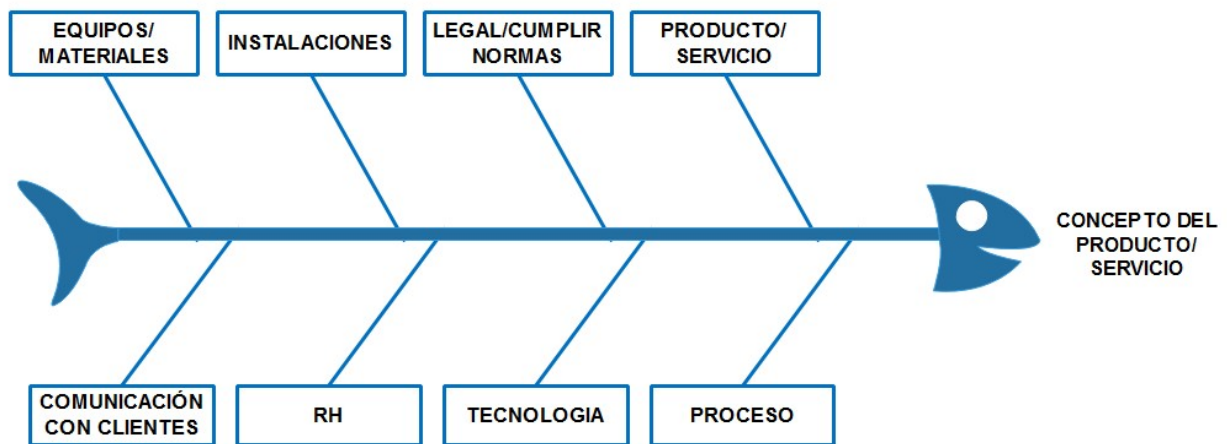 EQUIPOS/
MATERIALES
INSTALACIONES
LEGAL/CUMPLIR
NORMAS
PRODUCTO/
SERVICIO
CONCEPTO DEL
PRODUCTO/
SERVICIO
COMUNICACIÓN
CON CLIENTES
RH
TECNOLOGIA
PROCESO